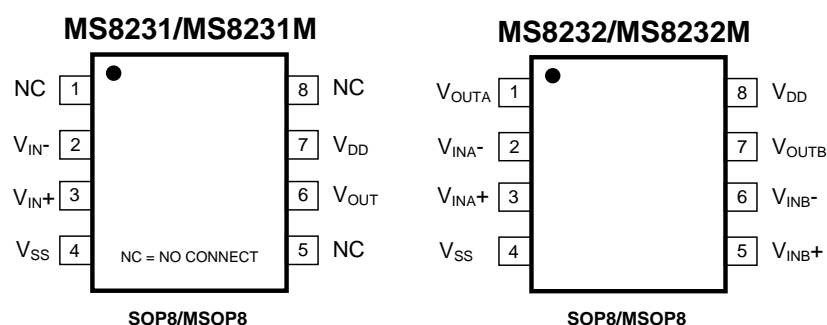 MS8231/MS8231M
NC 1 8 NC
VIN- 2 7 VDD
VIN+ 3 6 VOUT
VSS 4 NC = NO CONNECT 5 NC
SOP8/MSOP8
MS8232/MS8232M
VOUTA 1 8 VDD
VINA- 2 7 VOUTB
VINA+ 3 6 VINB-
VSS 4 5 VINB+
SOP8/MSOP8